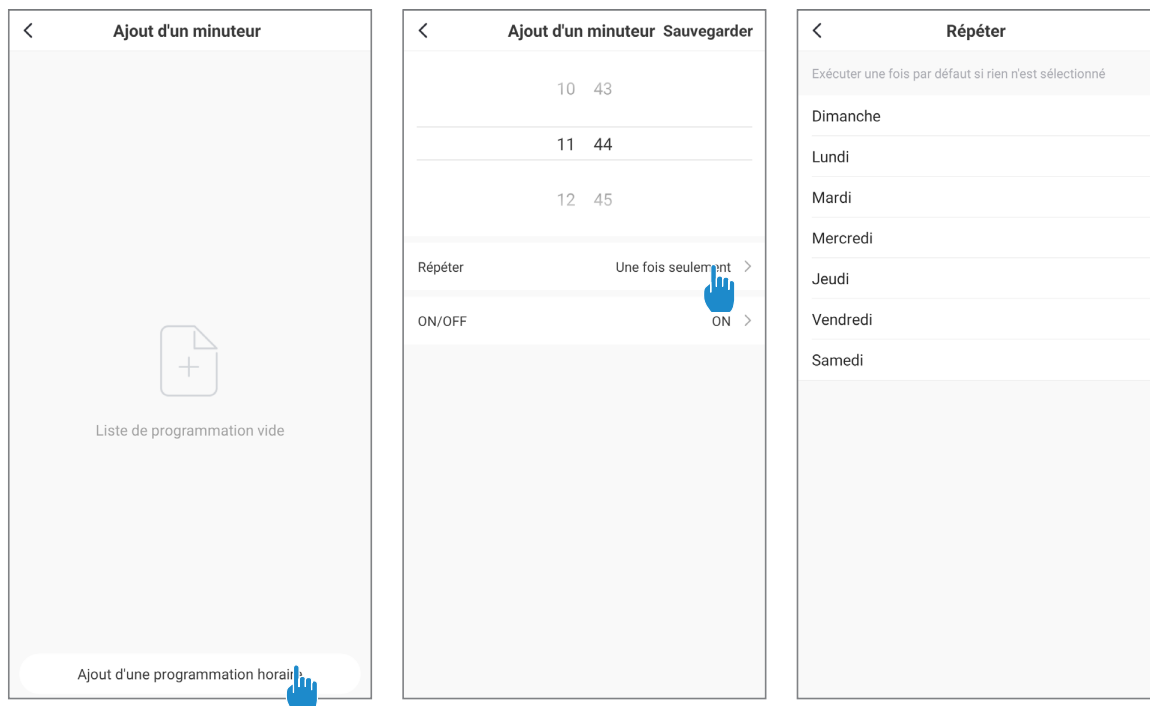 Ajout d'un minuteur
Liste de programmation vide
Ajout d'une programmation horaire
Ajout d'un minuteur Sauvegarder
10 43
11 44
12 45
Répéter Une fois seulement
ON/OFF ON
Répéter
Exécuter une fois par défaut si rien n'est sélectionné
Dimanche
Lundi
Mardi
Mercredi
Jeudi
Vendredi
Samedi